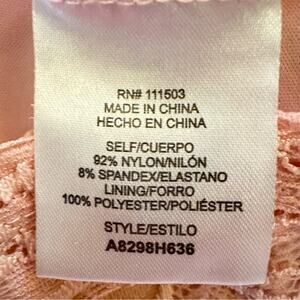 RN# 111503
MADE IN CHINA
HECHO EN CHINA
SELF/CUERPO
92% NYLON/NILÓN
8% SPANDEX/ELASTANO
LINING/FORRO
100% POLYESTER/POLIÉSTER
STYLE/ESTILO
A8298H636